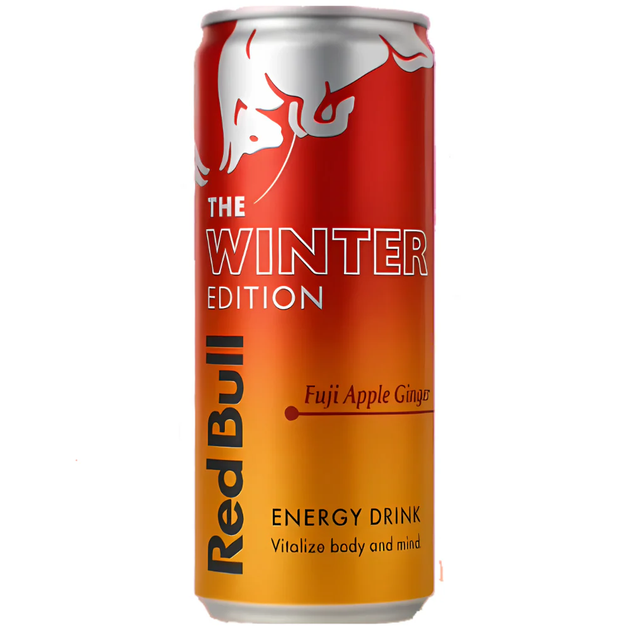 THE
WINTER
EDITION
Red Bull
Fuji Apple Ginger
ENERGY DRINK
Vitalize body and mind.